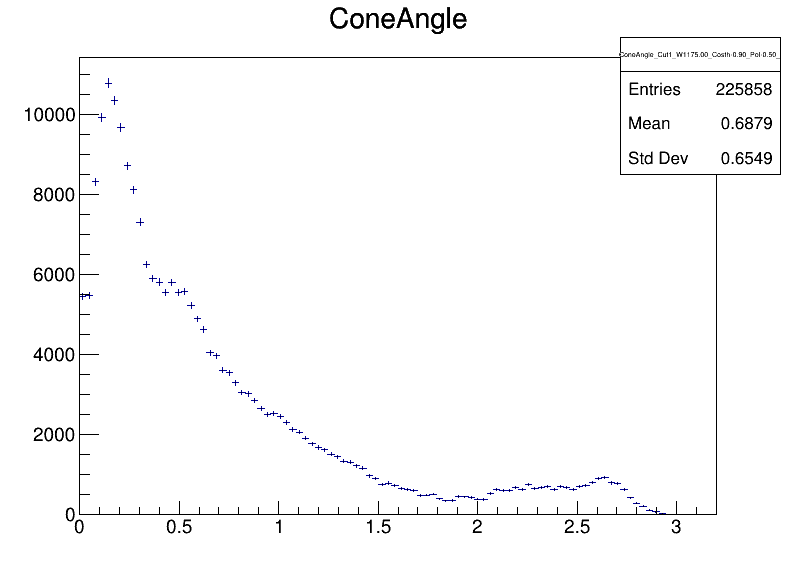 ConeAngle
ConeAngle_Cut1_W1175.00_Costh-0.90_Pol-0.50_
Entries 225858
Mean 0.6879
Std Dev 0.6549
10000
8000
6000
4000
2000
0
0 0.5 1 1.5 2 2.5 3